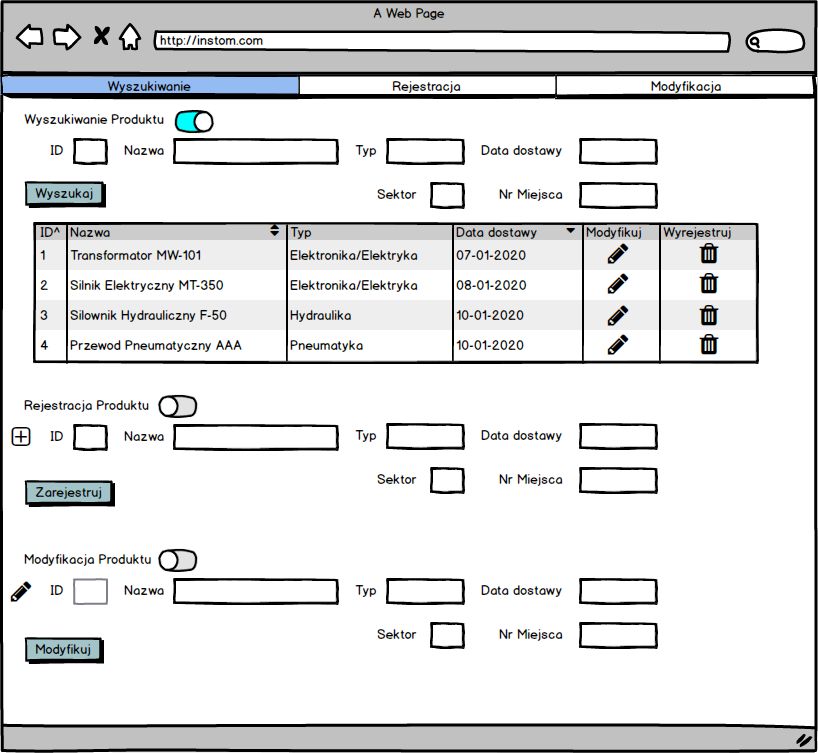 A Web Page
http://instom.com
Wyszukiwanie Rejestracja Modyfikacja
Wyszukiwanie Produktu
ID Nazwa Typ Data dostawy
Wyszukaj Sektor Nr Miejsca
ID^ Nazwa Typ Data dostawy Modyfikuj Wyrejestruj
1 Transformator MW-101 Elektronika/Elektryka 07-01-2020
2 Silnik Elektryczny MT-350 Elektronika/Elektryka 08-01-2020
3 Silownik Hydrauliczny F-50 Hydraulika 10-01-2020
4 Przewod Pneumatyczny AAA Pneumatyka 10-01-2020
Rejestracja Produktu
ID Nazwa Typ Data dostawy
Sektor Nr Miejsca
Zarejestruj
Modyfikacja Produktu
ID Nazwa Typ Data dostawy
Sektor Nr Miejsca
Modyfikuj